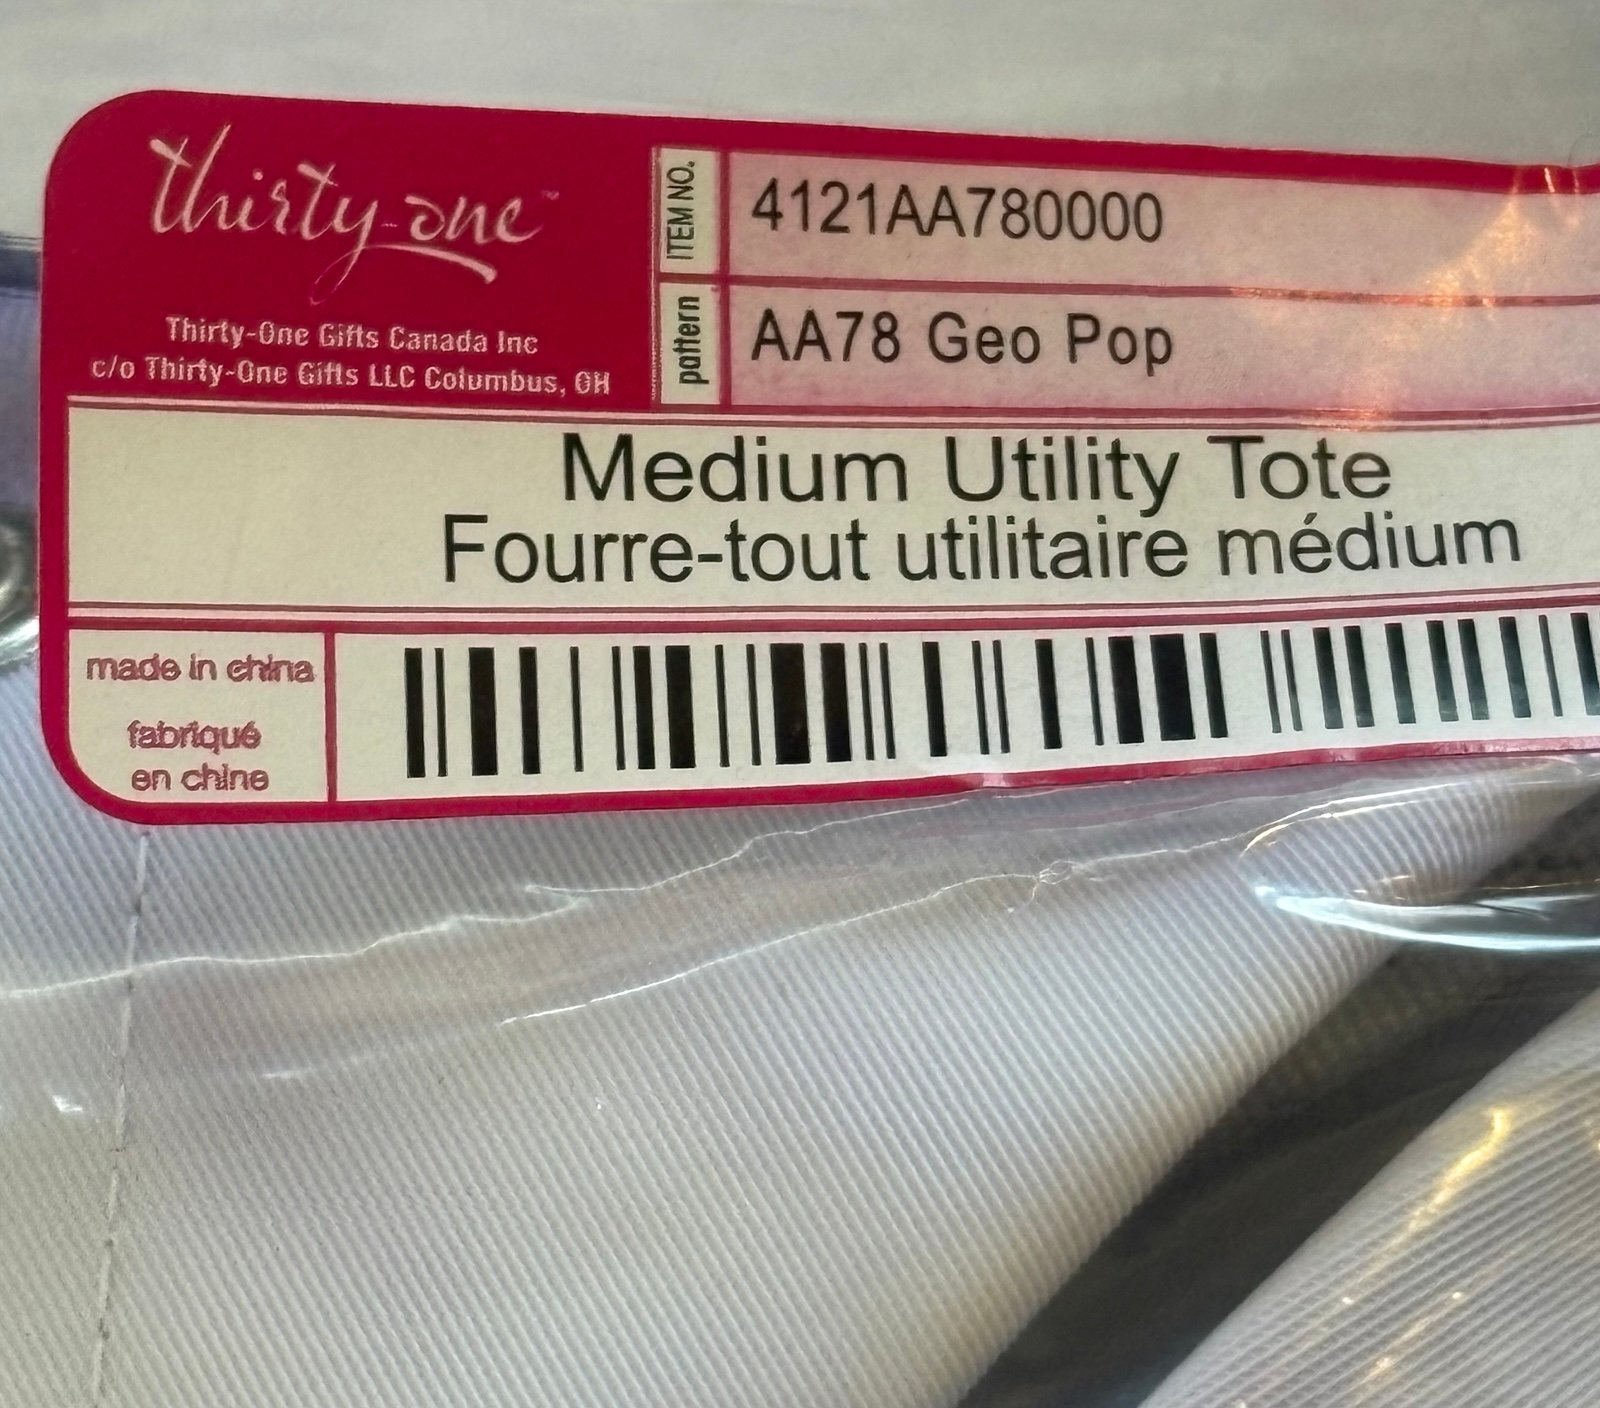 thirty-one™
Thirty-One Gifts Canada Inc
c/o Thirty-One Gifts LLC Columbus, OH
ITEM NO.
4121AA780000
pattern
AA78 Geo Pop
Medium Utility Tote
Fourre-tout utilitaire médium
made in china
fabriqué
en chine